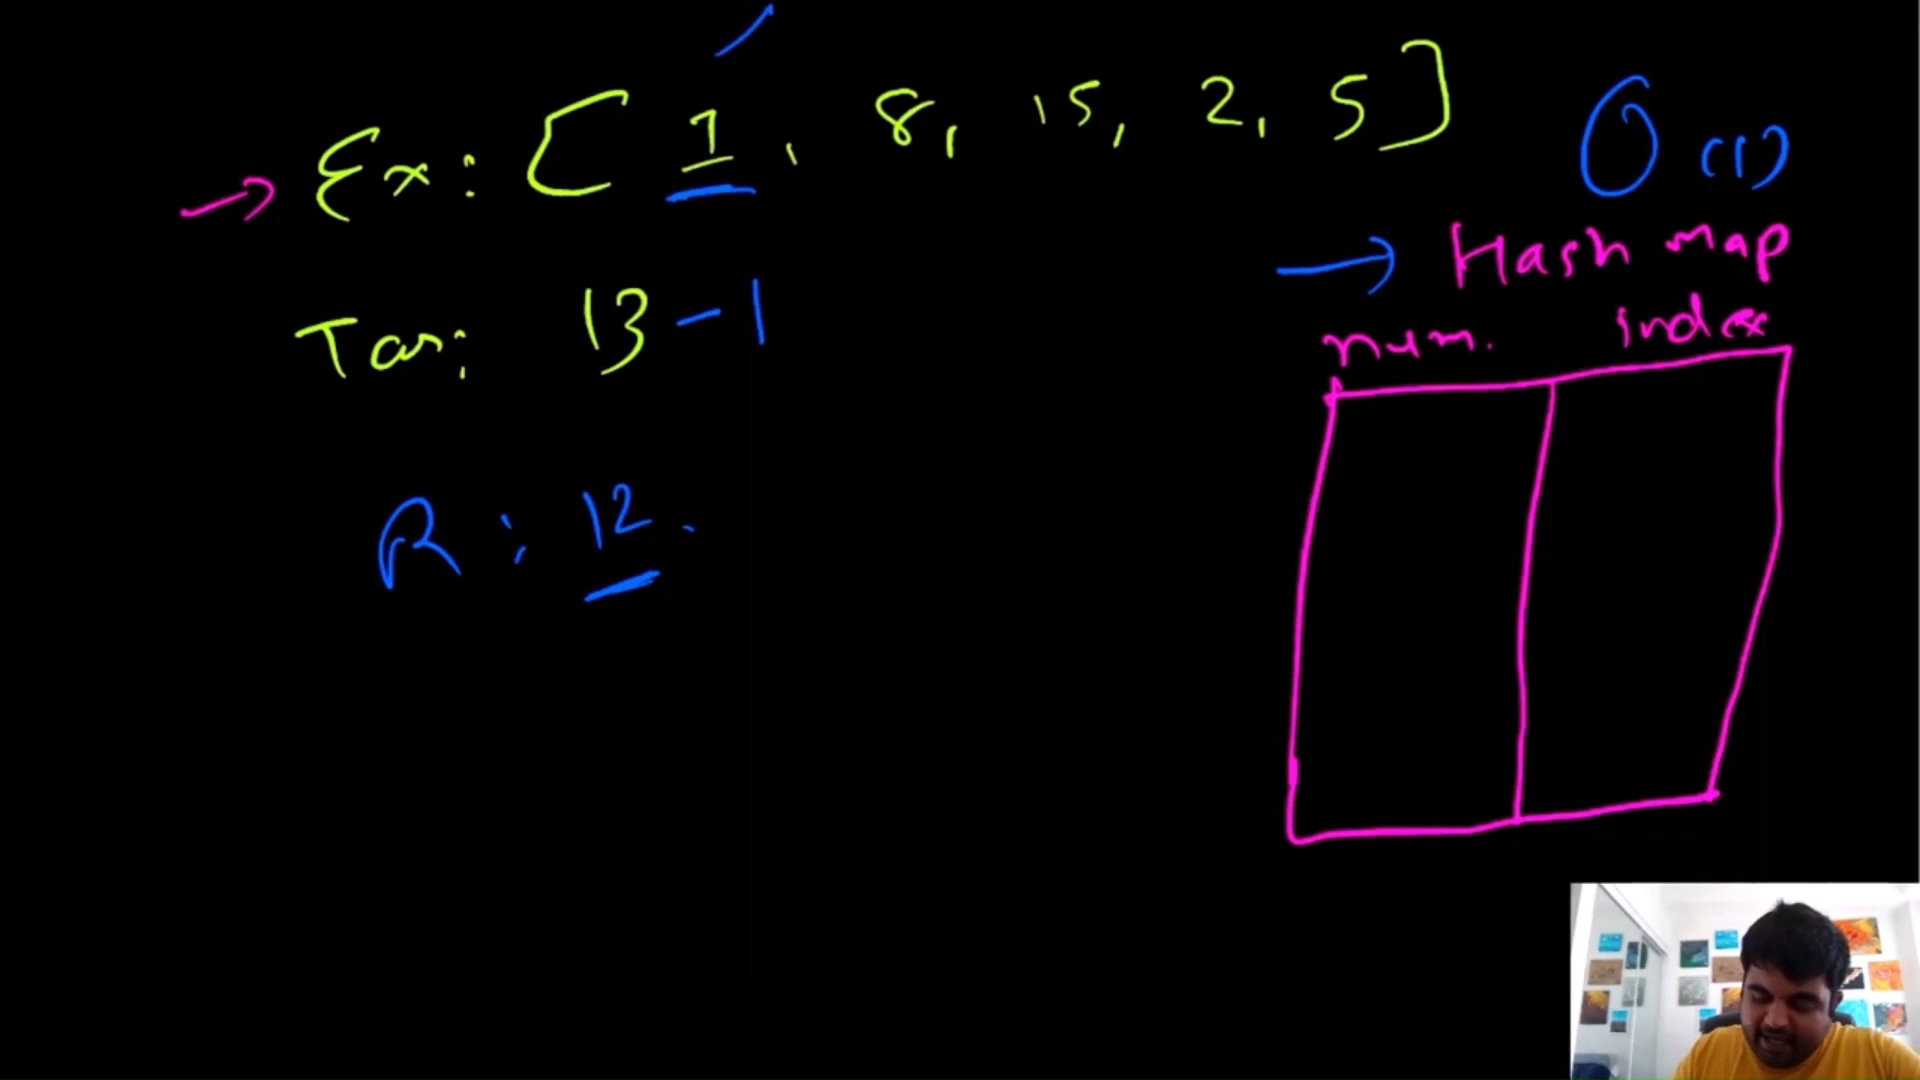 Ex: [ 1, 8, 15, 2, 5]
O(1)
Hash map
Tar: 13 - 1
num. index
R: 12.